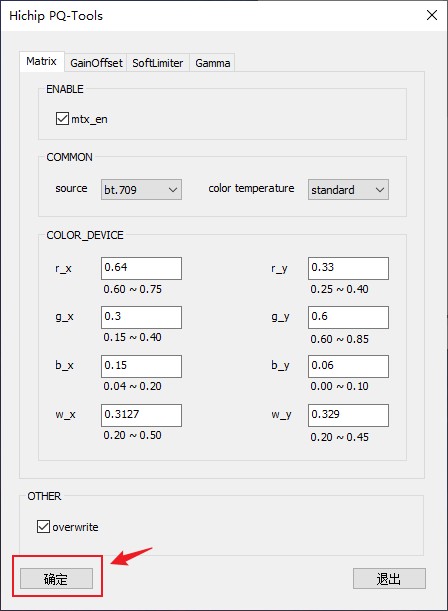 Hichip PQ-Tools
Matrix GainOffset SoftLimiter Gamma
ENABLE
mtx_en
COMMON
source bt.709 color temperature standard
COLOR_DEVICE
r_x 0.64 r_y 0.33
0.60 ~ 0.75 0.25 ~ 0.40
g_x 0.3 g_y 0.6
0.15 ~ 0.40 0.60 ~ 0.85
b_x 0.15 b_y 0.06
0.04 ~ 0.20 0.00 ~ 0.10
w_x 0.3127 w_y 0.329
0.20 ~ 0.50 0.20 ~ 0.45
OTHER
overwrite
确定 退出